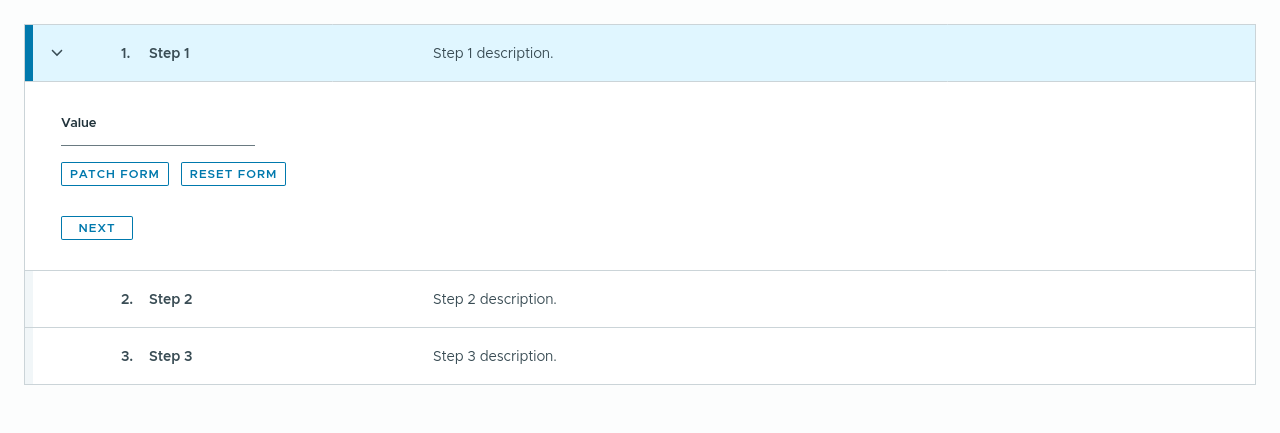 1. Step 1 Step 1 description.
Value
PATCH FORM RESET FORM
NEXT
2. Step 2 Step 2 description.
3. Step 3 Step 3 description.